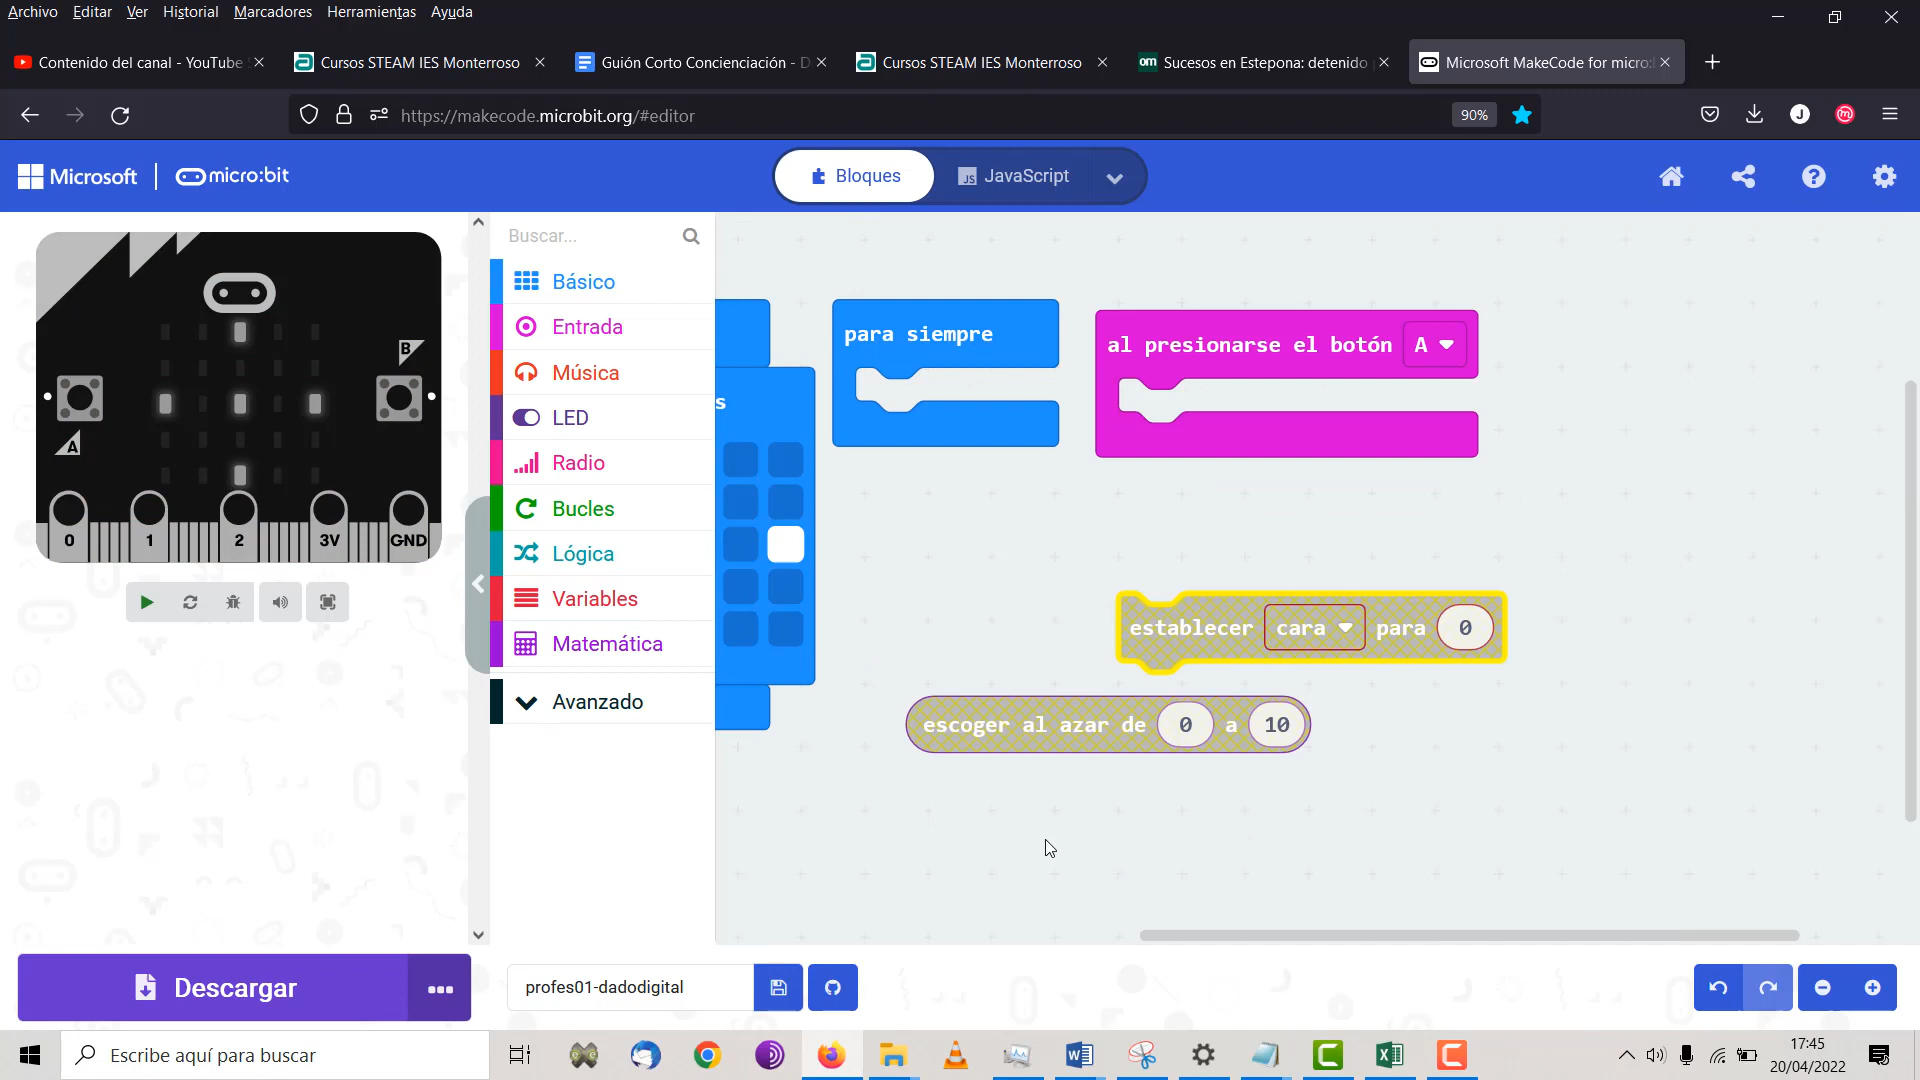 Archivo Editar Ver Historial Marcadores Herramientas Ayuda
Contenido del canal - YouTube
Cursos STEAM IES Monterroso
Guión Corto Concienciación - D
Cursos STEAM IES Monterroso
om Sucesos en Estepona: detenido
Microsoft MakeCode for micro:
https://makecode.microbit.org/#editor
90%
J
m
Microsoft
micro:bit
Bloques
JS JavaScript
Buscar...
Básico
Entrada
Música
LED
Radio
Bucles
Lógica
Variables
Matemática
Avanzado
B
A
0 1 2 3V GND
s
para siempre
al presionarse el botón A
establecer cara para 0
escoger al azar de 0 a 10
Descargar
profes01-dadodigital
Escribe aquí para buscar
17:45
20/04/2022